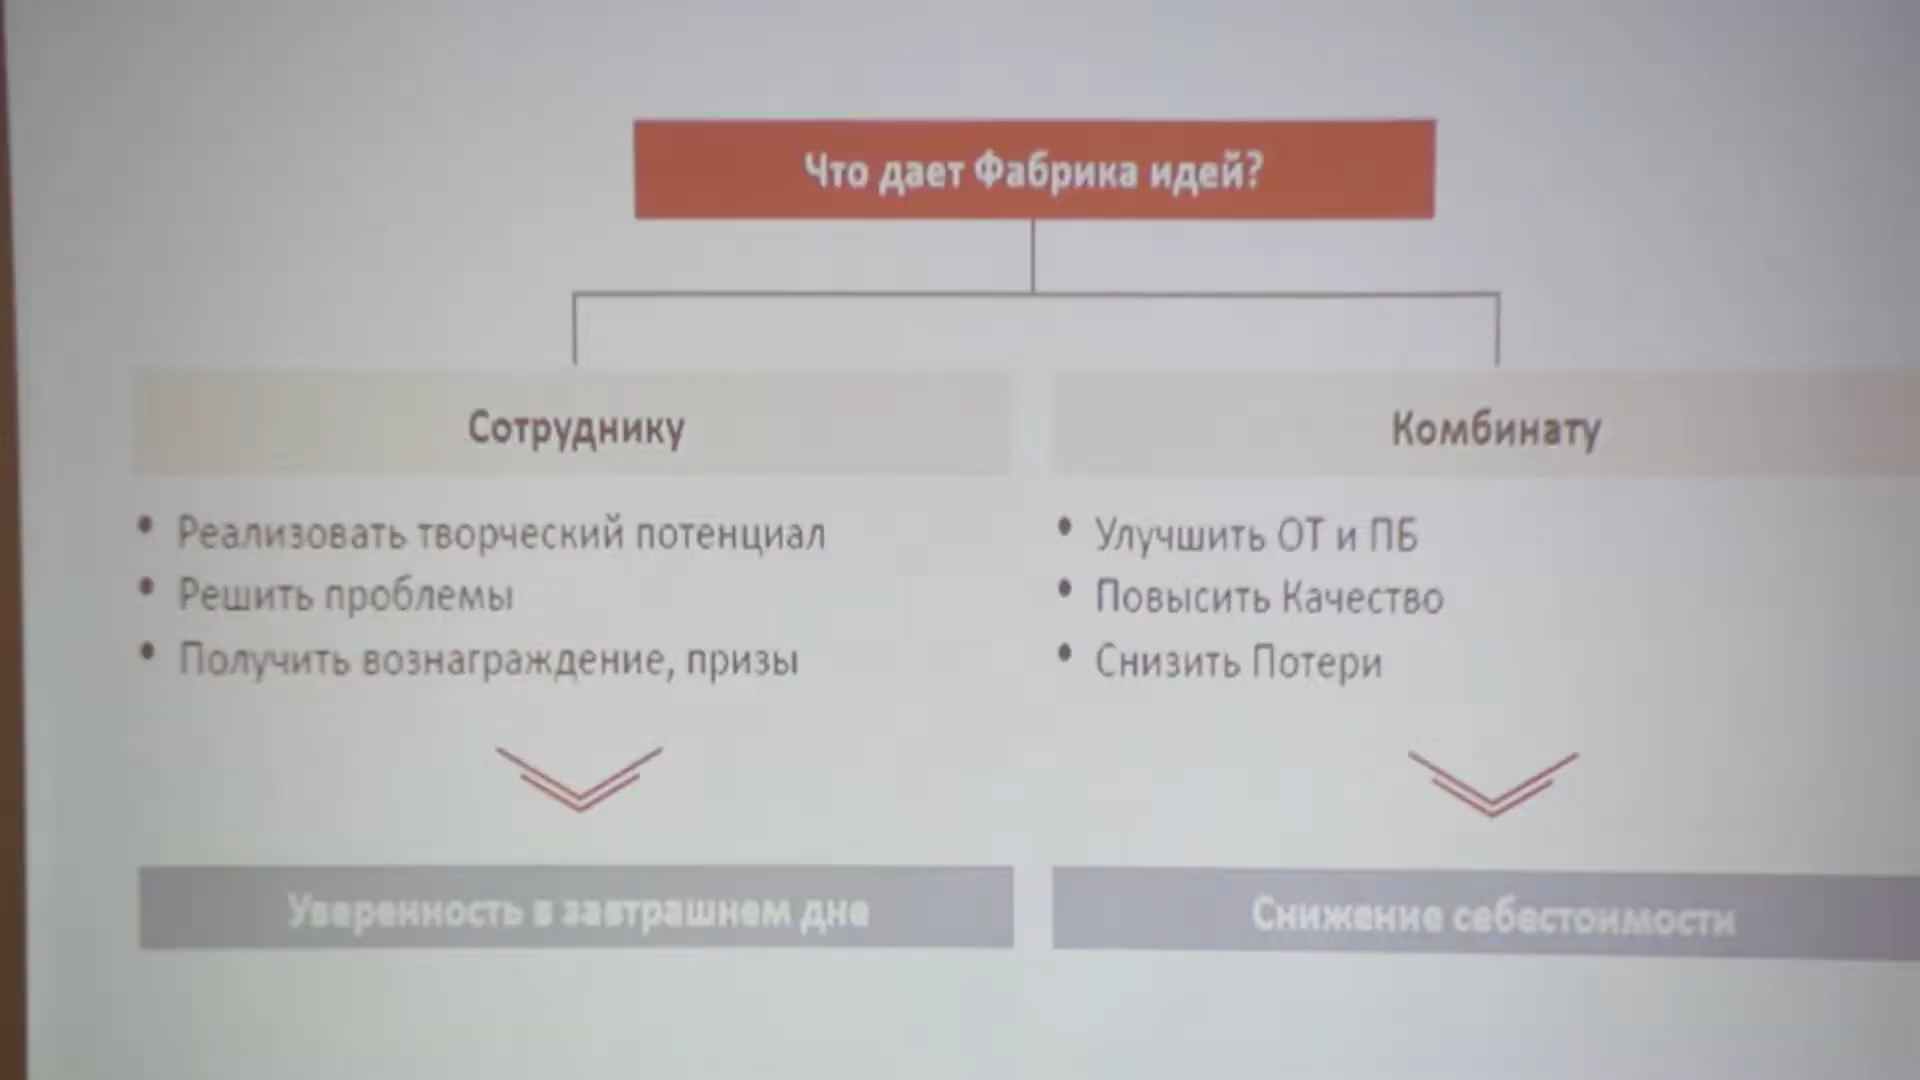 Что дает Фабрика идей?
Сотруднику
• Реализовать творческий потенциал
• Решить проблемы
• Получить вознаграждение, призы
Уверенность в завтрашнем дне
Комбинату
• Улучшить ОТ и ПБ
• Повысить Качество
• Снизить Потери
Снижение себестоимости